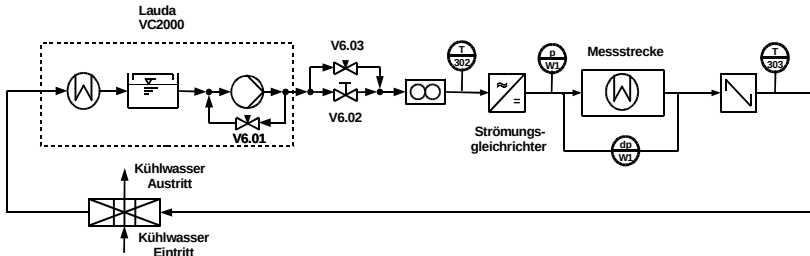 Lauda
VC2000
V6.03
V6.02
V6.01
T
302
p
W1
Messstrecke
T
303
≈
=
Strömungs-
gleichrichter
dp
W1
Kühlwasser
Austritt
Kühlwasser
Eintritt